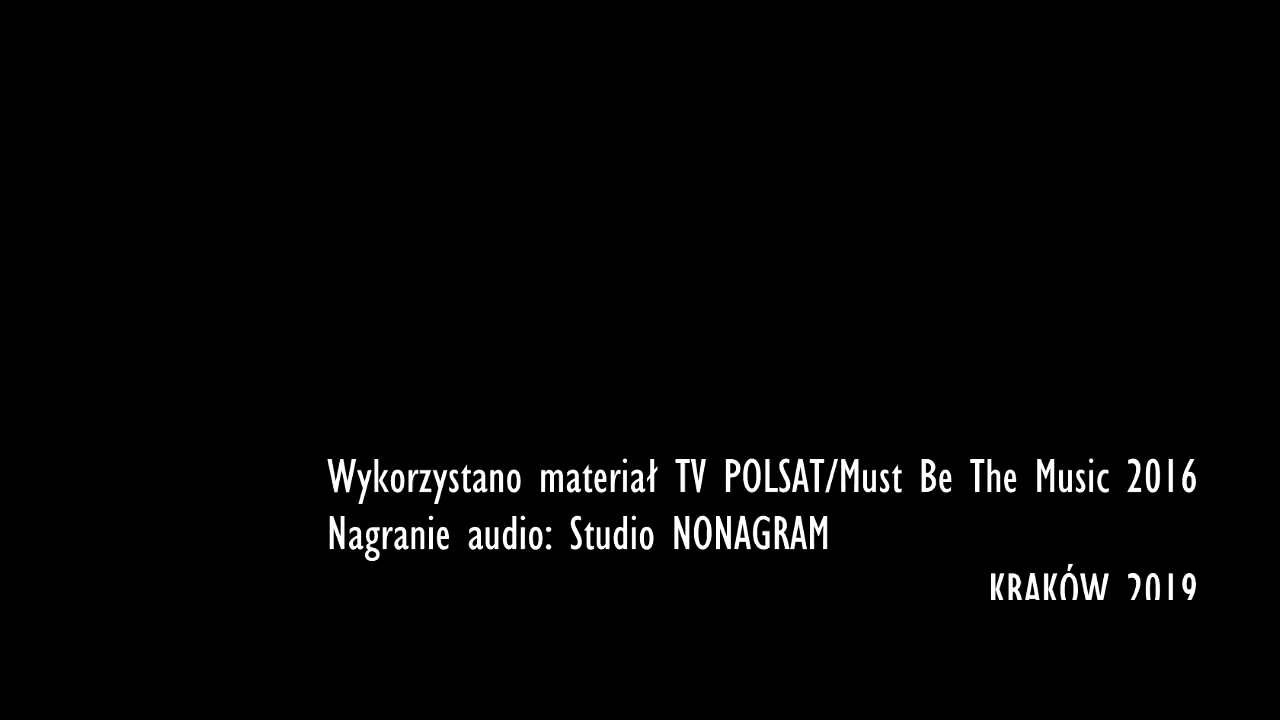 Wykorzystano materiał TV POLSAT/Must Be The Music 2016
Nagranie audio: Studio NONAGRAM
KRAKÓW 2019